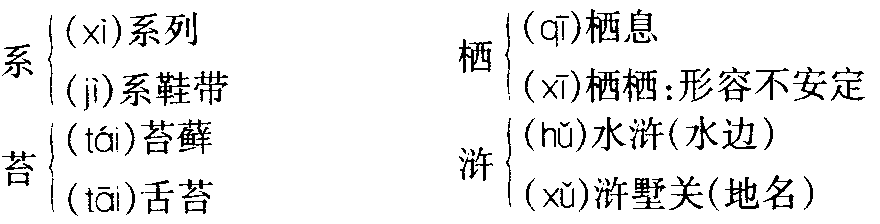 系 (xì)系列
(jì)系鞋带
苔 (tái)苔藓
(tāi)舌苔
栖 (qī)栖息
(xī)栖栖:形容不安定
浒 (hǔ)水浒(水边)
(xǔ)浒墅关(地名)